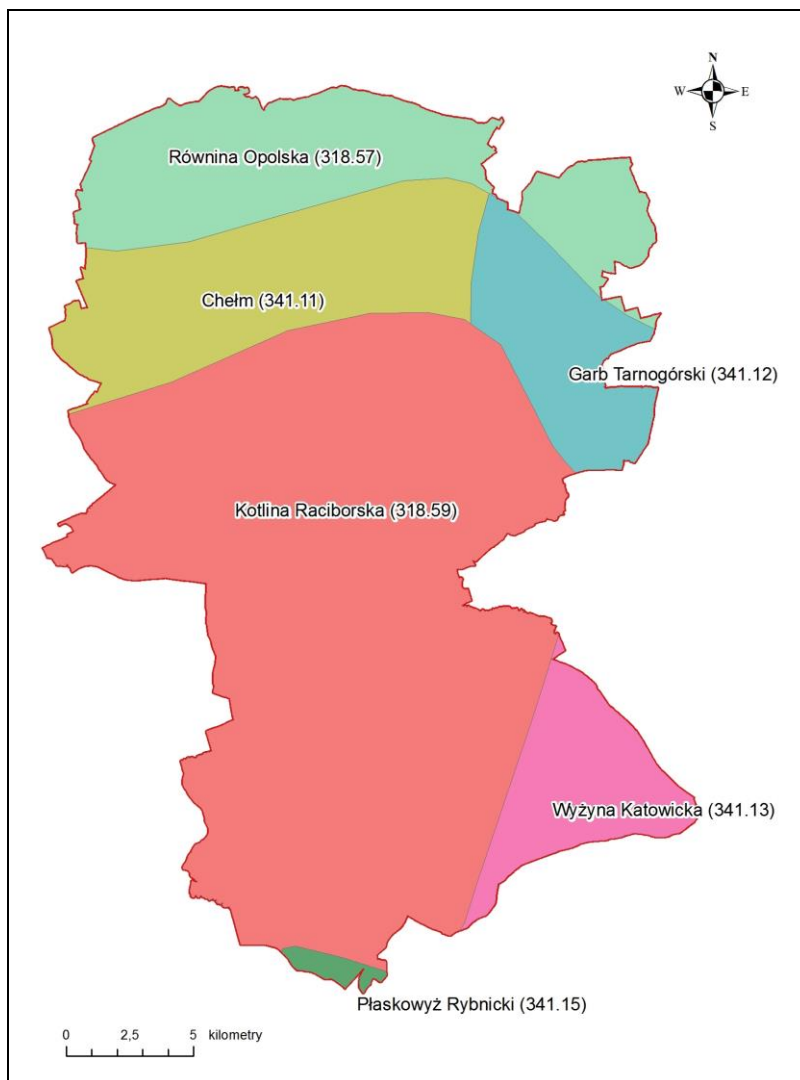 N
W E
S
Równina Opolska (318.57)
Chełm (341.11)
Garb Tarnogórski (341.12)
Kotlina Raciborska (318.59)
Wyżyna Katowicka (341.13)
Płaskowyż Rybnicki (341.15)
0 2,5 5 kilometry